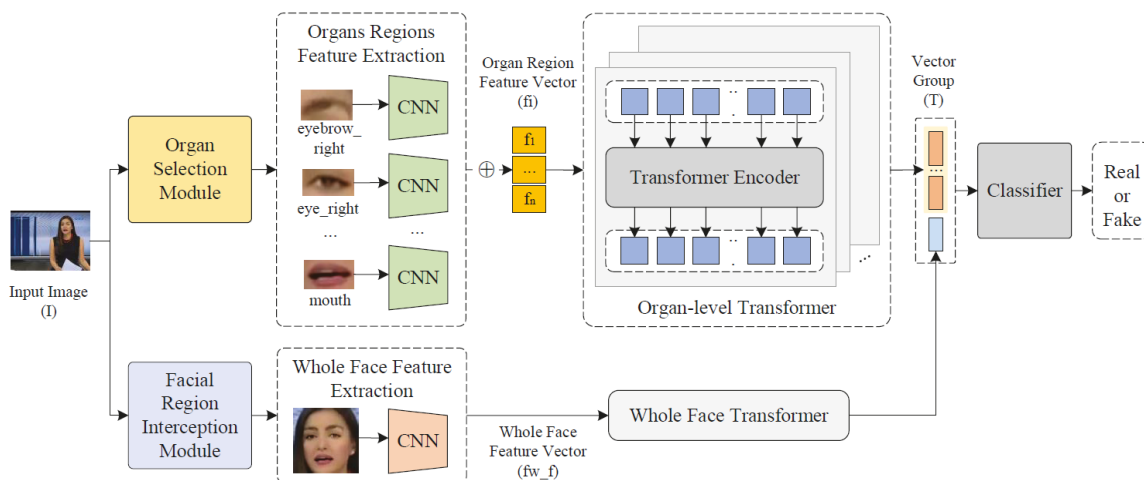 Organs Regions
Feature Extraction
CNN
eyebrow_
right
CNN
eye_right
...
...
CNN
mouth
Organ
Selection
Module
Input Image
(I)
Organ Region
Feature Vector
(fi)
⊕
f1
...
fn
..
Transformer Encoder
..
...
Organ-level Transformer
Vector
Group
(T)
...
Classifier
Real
or
Fake
Facial
Region
Interception
Module
Whole Face Feature
Extraction
CNN
Whole Face
Feature Vector
(fw_f)
Whole Face Transformer